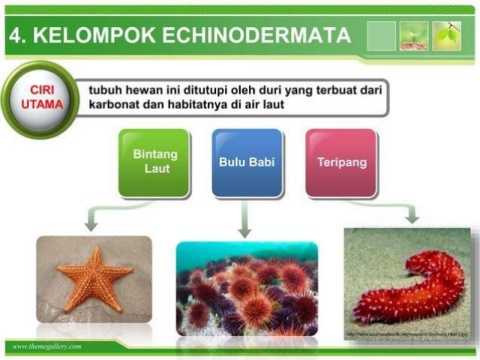 4. KELOMPOK ECHINODERMATA
CIRI
UTAMA
tubuh hewan ini ditutupi oleh duri yang terbuat dari
karbonat dan habitatnya di air laut
Bintang
Laut
Bulu Babi
Teripang
www.themegallery.com